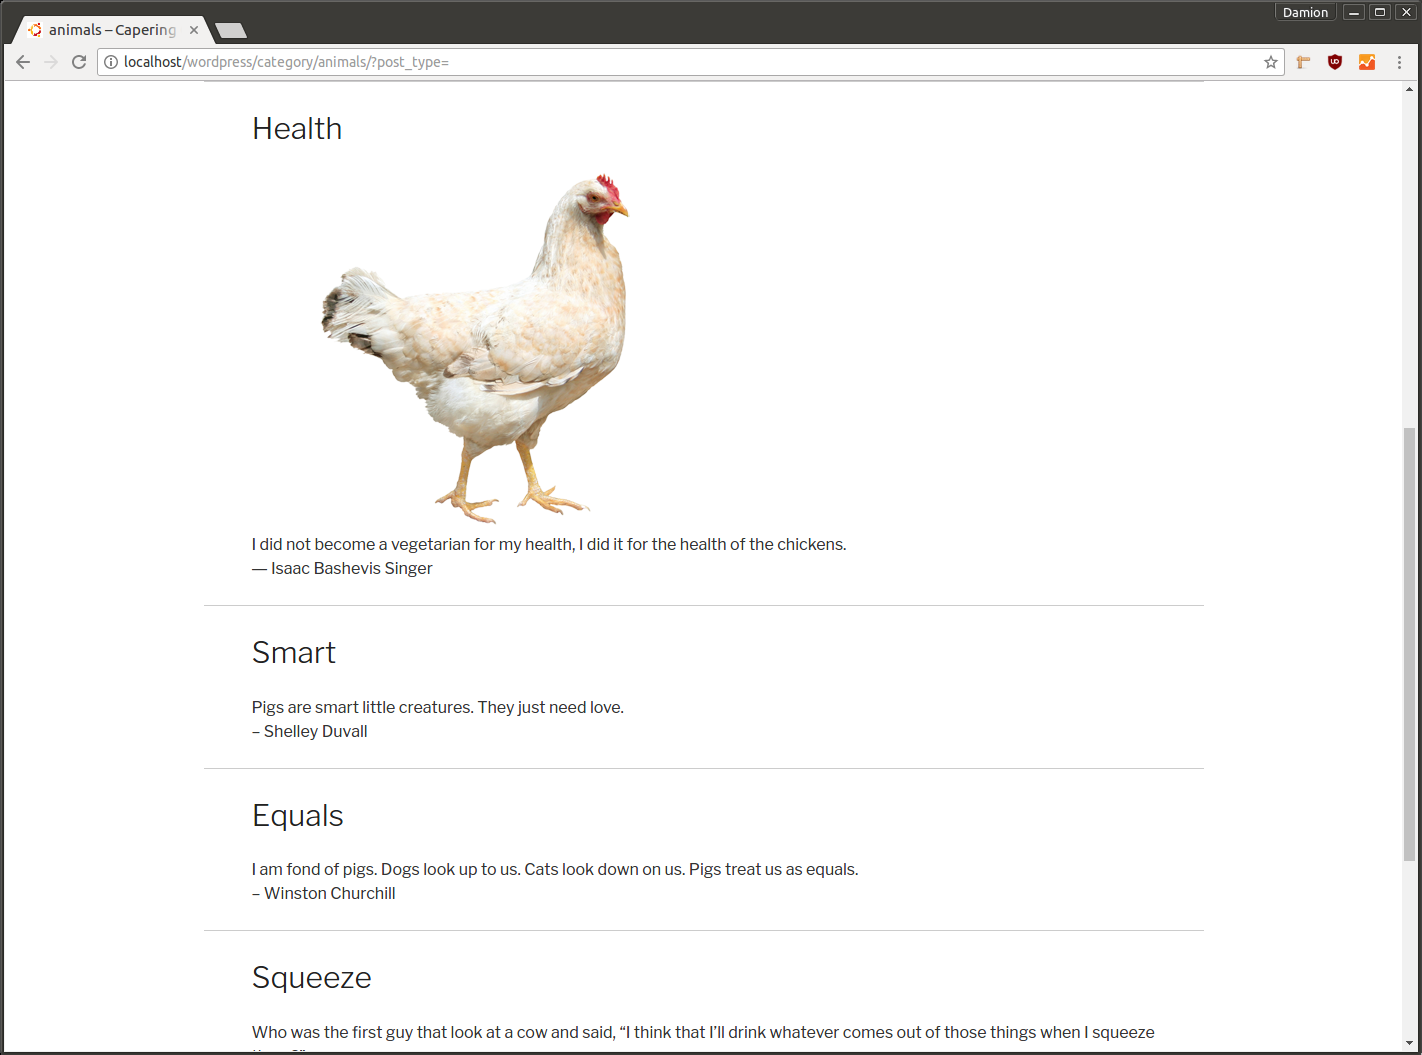 Damion
animals – Capering
localhost/wordpress/category/animals/?post_type=
Health
I did not become a vegetarian for my health, I did it for the health of the chickens.
― Isaac Bashevis Singer
Smart
Pigs are smart little creatures. They just need love.
– Shelley Duvall
Equals
I am fond of pigs. Dogs look up to us. Cats look down on us. Pigs treat us as equals.
– Winston Churchill
Squeeze
Who was the first guy that look at a cow and said, “I think that I’ll drink whatever comes out of those things when I squeeze